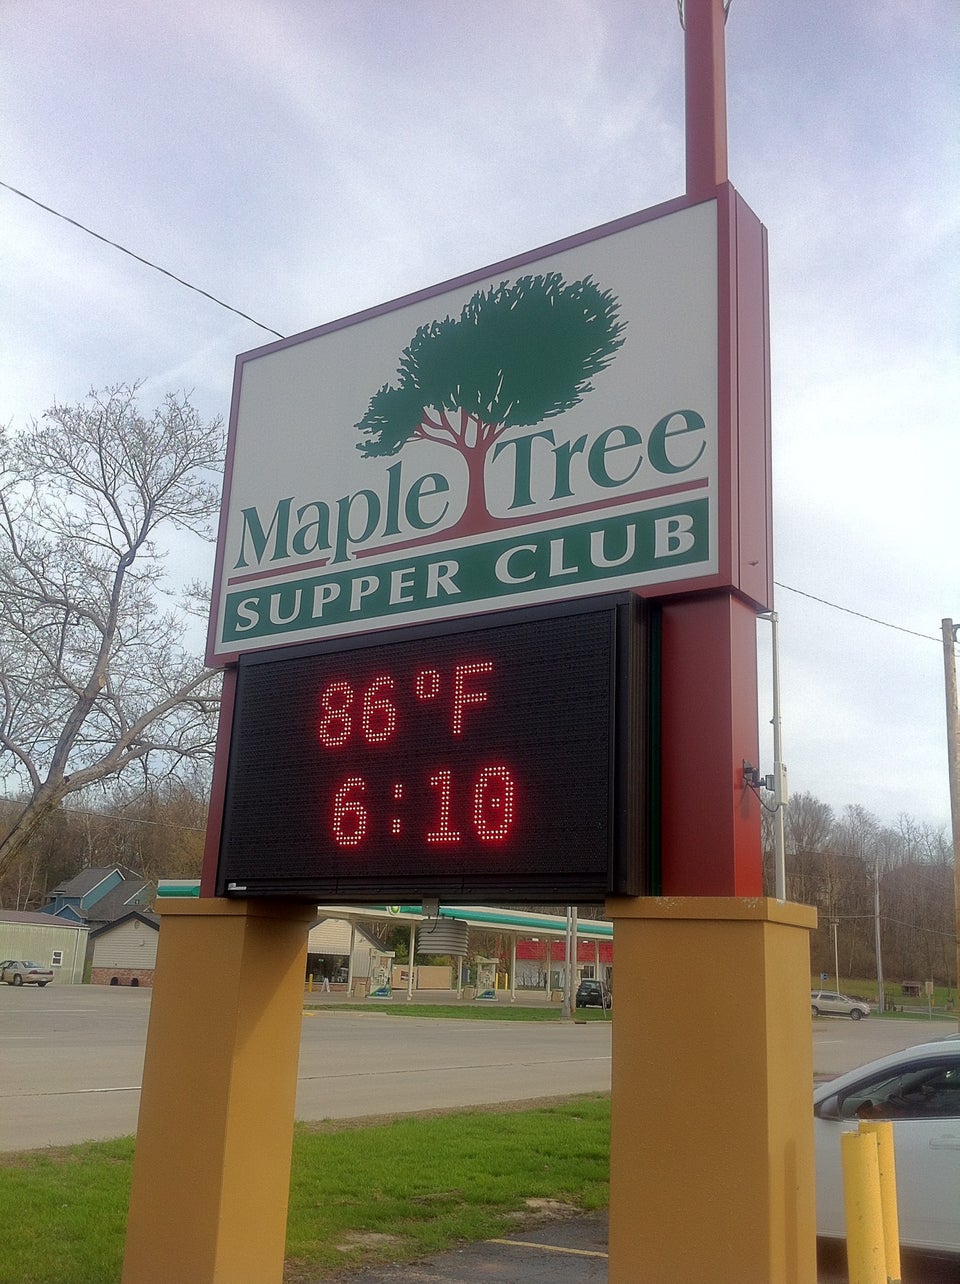 Maple Tree
SUPPER CLUB
86°F
6:10